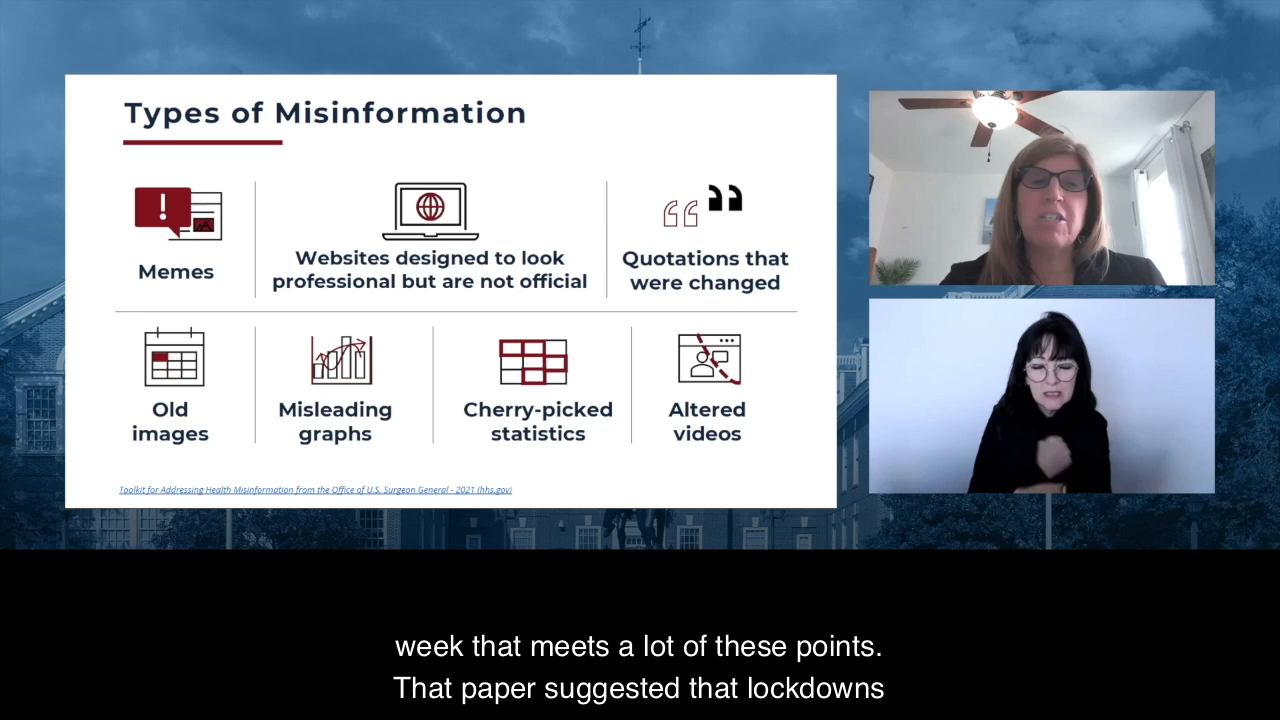 Types of Misinformation
Memes
Websites designed to look
professional but are not official
Quotations that
were changed
Old
images
Misleading
graphs
Cherry-picked
statistics
Altered
videos
Toolkit for Addressing Health Misinformation from the Office of U.S. Surgeon General - 2021 (hhs.gov)
week that meets a lot of these points.
That paper suggested that lockdowns